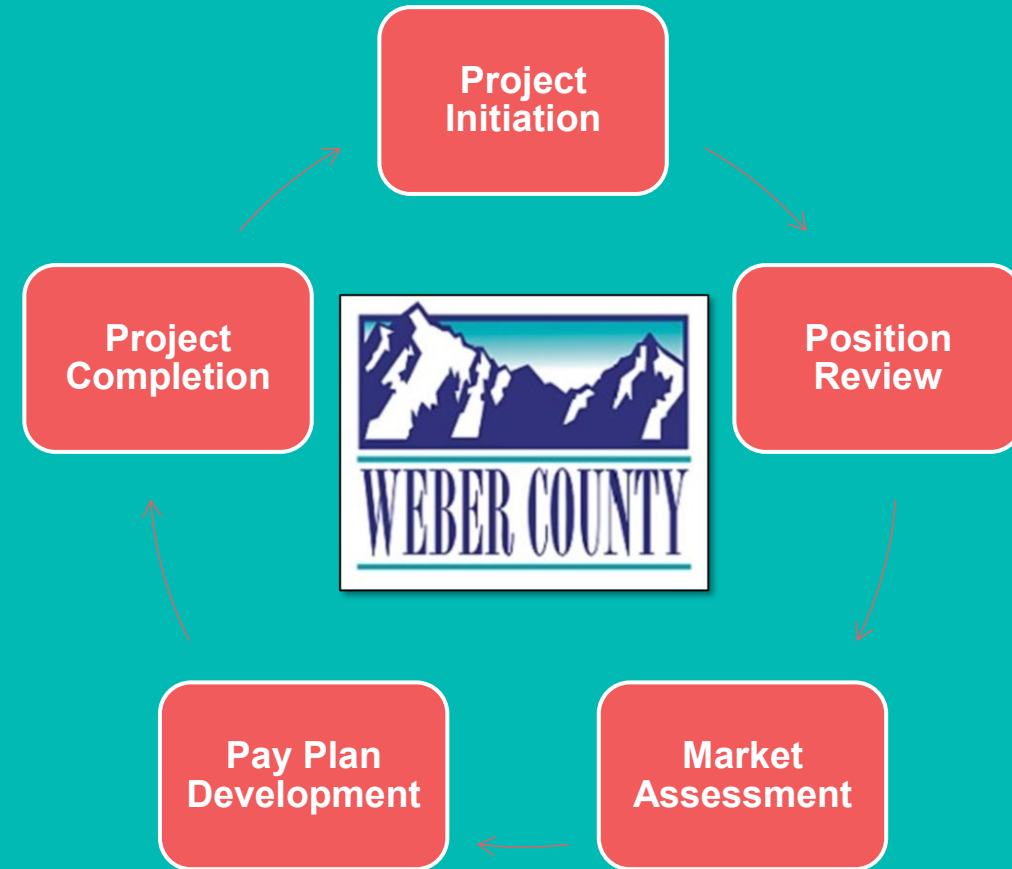 Project
Initiation
Position
Review
Market
Assessment
Pay Plan
Development
Project
Completion
WEBER COUNTY